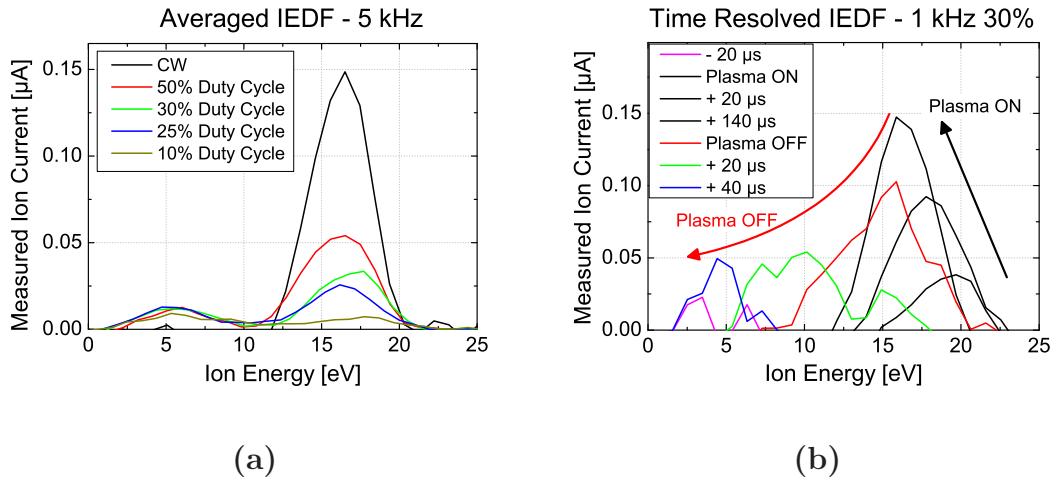 Averaged IEDF - 5 kHz
Measured Ion Current [µA]
0.15
0.10
0.05
0.00
CW
50% Duty Cycle
30% Duty Cycle
25% Duty Cycle
10% Duty Cycle
0 5 10 15 20 25
Ion Energy [eV]
(a)
Time Resolved IEDF - 1 kHz 30%
Measured Ion Current [µA]
0.15
0.10
0.05
0.00
- 20 µs
Plasma ON
+ 20 µs
+ 140 µs
Plasma OFF
+ 20 µs
+ 40 µs
Plasma ON
Plasma OFF
0 5 10 15 20 25
Ion Energy [eV]
(b)